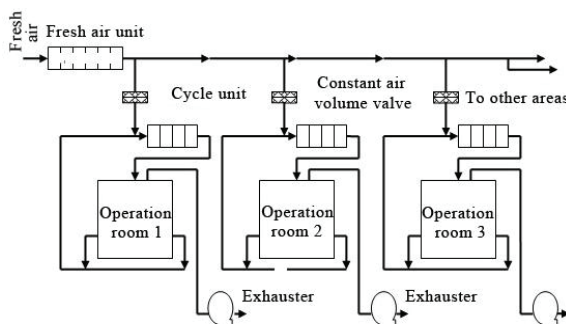 Fresh
air
Fresh air unit
Cycle unit
Constant air
volume valve
To other areas
Operation
room 1
Operation
room 2
Operation
room 3
Exhauster
Exhauster